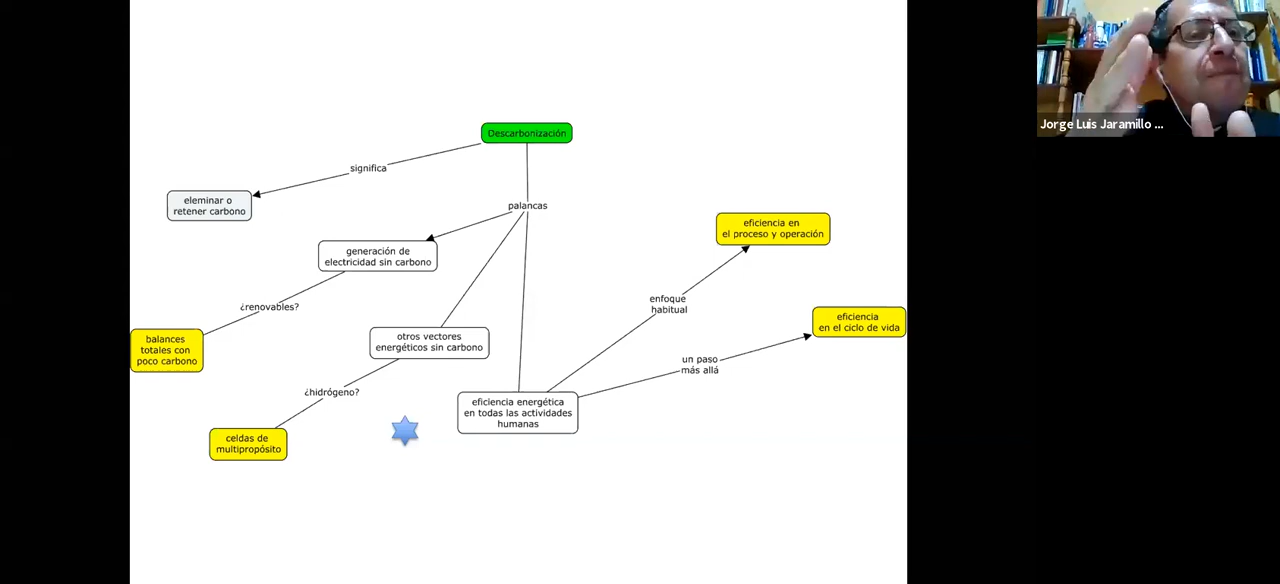 Descarbonización
significa
eleminar o
retener carbono
palancas
generación de
electricidad sin carbono
¿renovables?
balances
totales con
poco carbono
otros vectores
energéticos sin carbono
¿hidrógeno?
celdas de
multipropósito
eficiencia energética
en todas las actividades
humanas
enfoque
habitual
eficiencia en
el proceso y operación
un paso
más allá
eficiencia
en el ciclo de vida
Jorge Luis Jaramillo ...